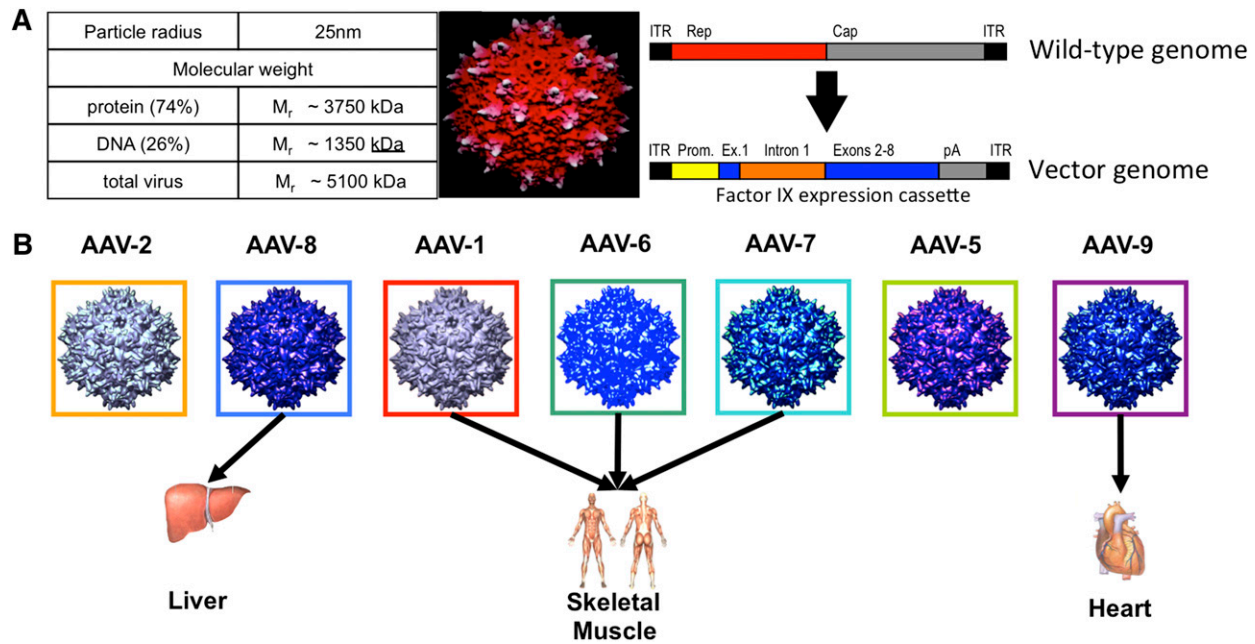 A
Particle radius 25nm
Molecular weight
protein (74%) Mr ~ 3750 kDa
DNA (26%) Mr ~ 1350 kDa
total virus Mr ~ 5100 kDa
ITR Rep Cap ITR
Wild-type genome
ITR Prom. Ex.1 Intron 1 Exons 2-8 pA ITR
Vector genome
Factor IX expression cassette
B
AAV-2 AAV-8 AAV-1 AAV-6 AAV-7 AAV-5 AAV-9
Liver
Skeletal
Muscle
Heart